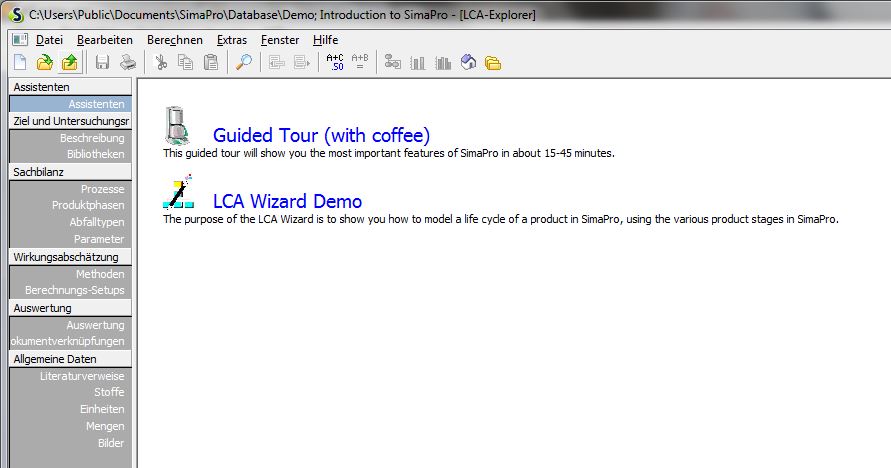 C:\Users\Public\Documents\SimaPro\Database\Demo; Introduction to SimaPro - [LCA-Explorer]
Datei Bearbeiten Berechnen Extras Fenster Hilfe
A+C .50 A+B =
Assistenten
Assistenten
Ziel und Untersuchungsr
Beschreibung
Bibliotheken
Sachbilanz
Prozesse
Produktphasen
Abfalltypen
Parameter
Wirkungsabschätzung
Methoden
Berechnungs-Setups
Auswertung
Auswertung
okumentverknüpfungen
Allgemeine Daten
Literaturverweise
Stoffe
Einheiten
Mengen
Bilder
Guided Tour (with coffee)
This guided tour will show you the most important features of SimaPro in about 15-45 minutes.
LCA Wizard Demo
The purpose of the LCA Wizard is to show you how to model a life cycle of a product in SimaPro, using the various product stages in SimaPro.